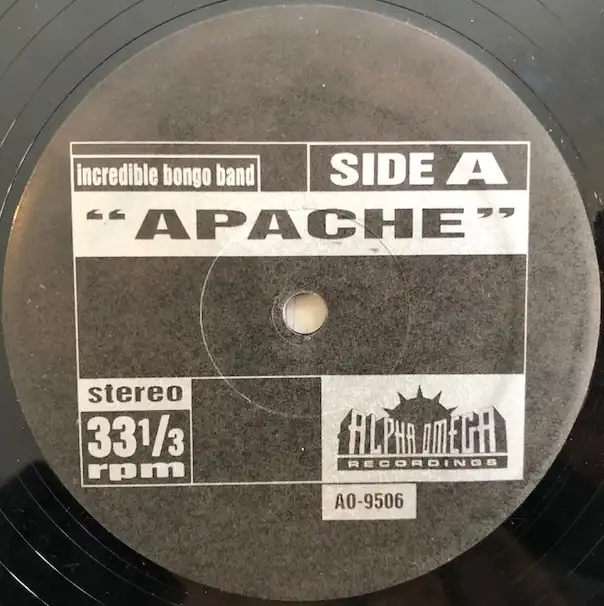 incredible bongo band
SIDE A
“APACHE”
stereo
33 1/3
rpm
ALPHA OMEGA
RECORDINGS
AO-9506